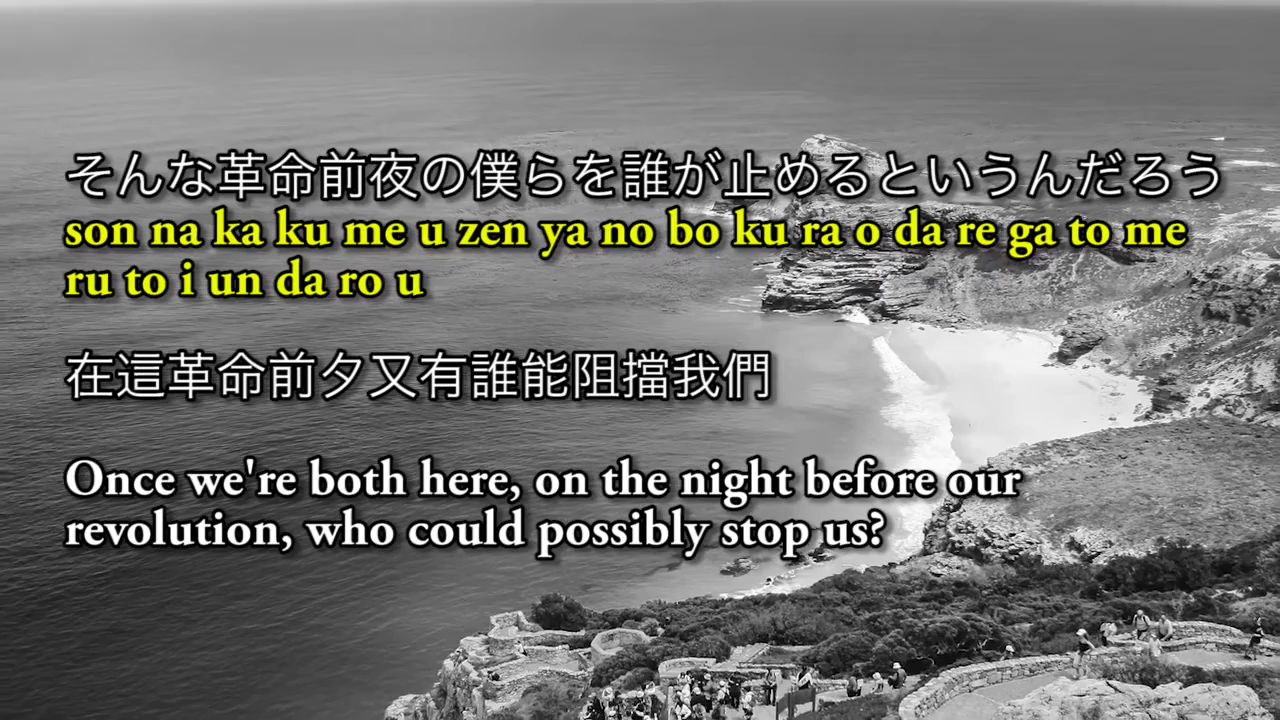 そんな革命前夜の僕らを誰が止めるというんだろう
son na ka ku me u zen ya no bo ku ra o da re ga to me
ru to i un da ro u
在這革命前夕又有誰能阻擋我們
Once we're both here, on the night before our
revolution, who could possibly stop us?